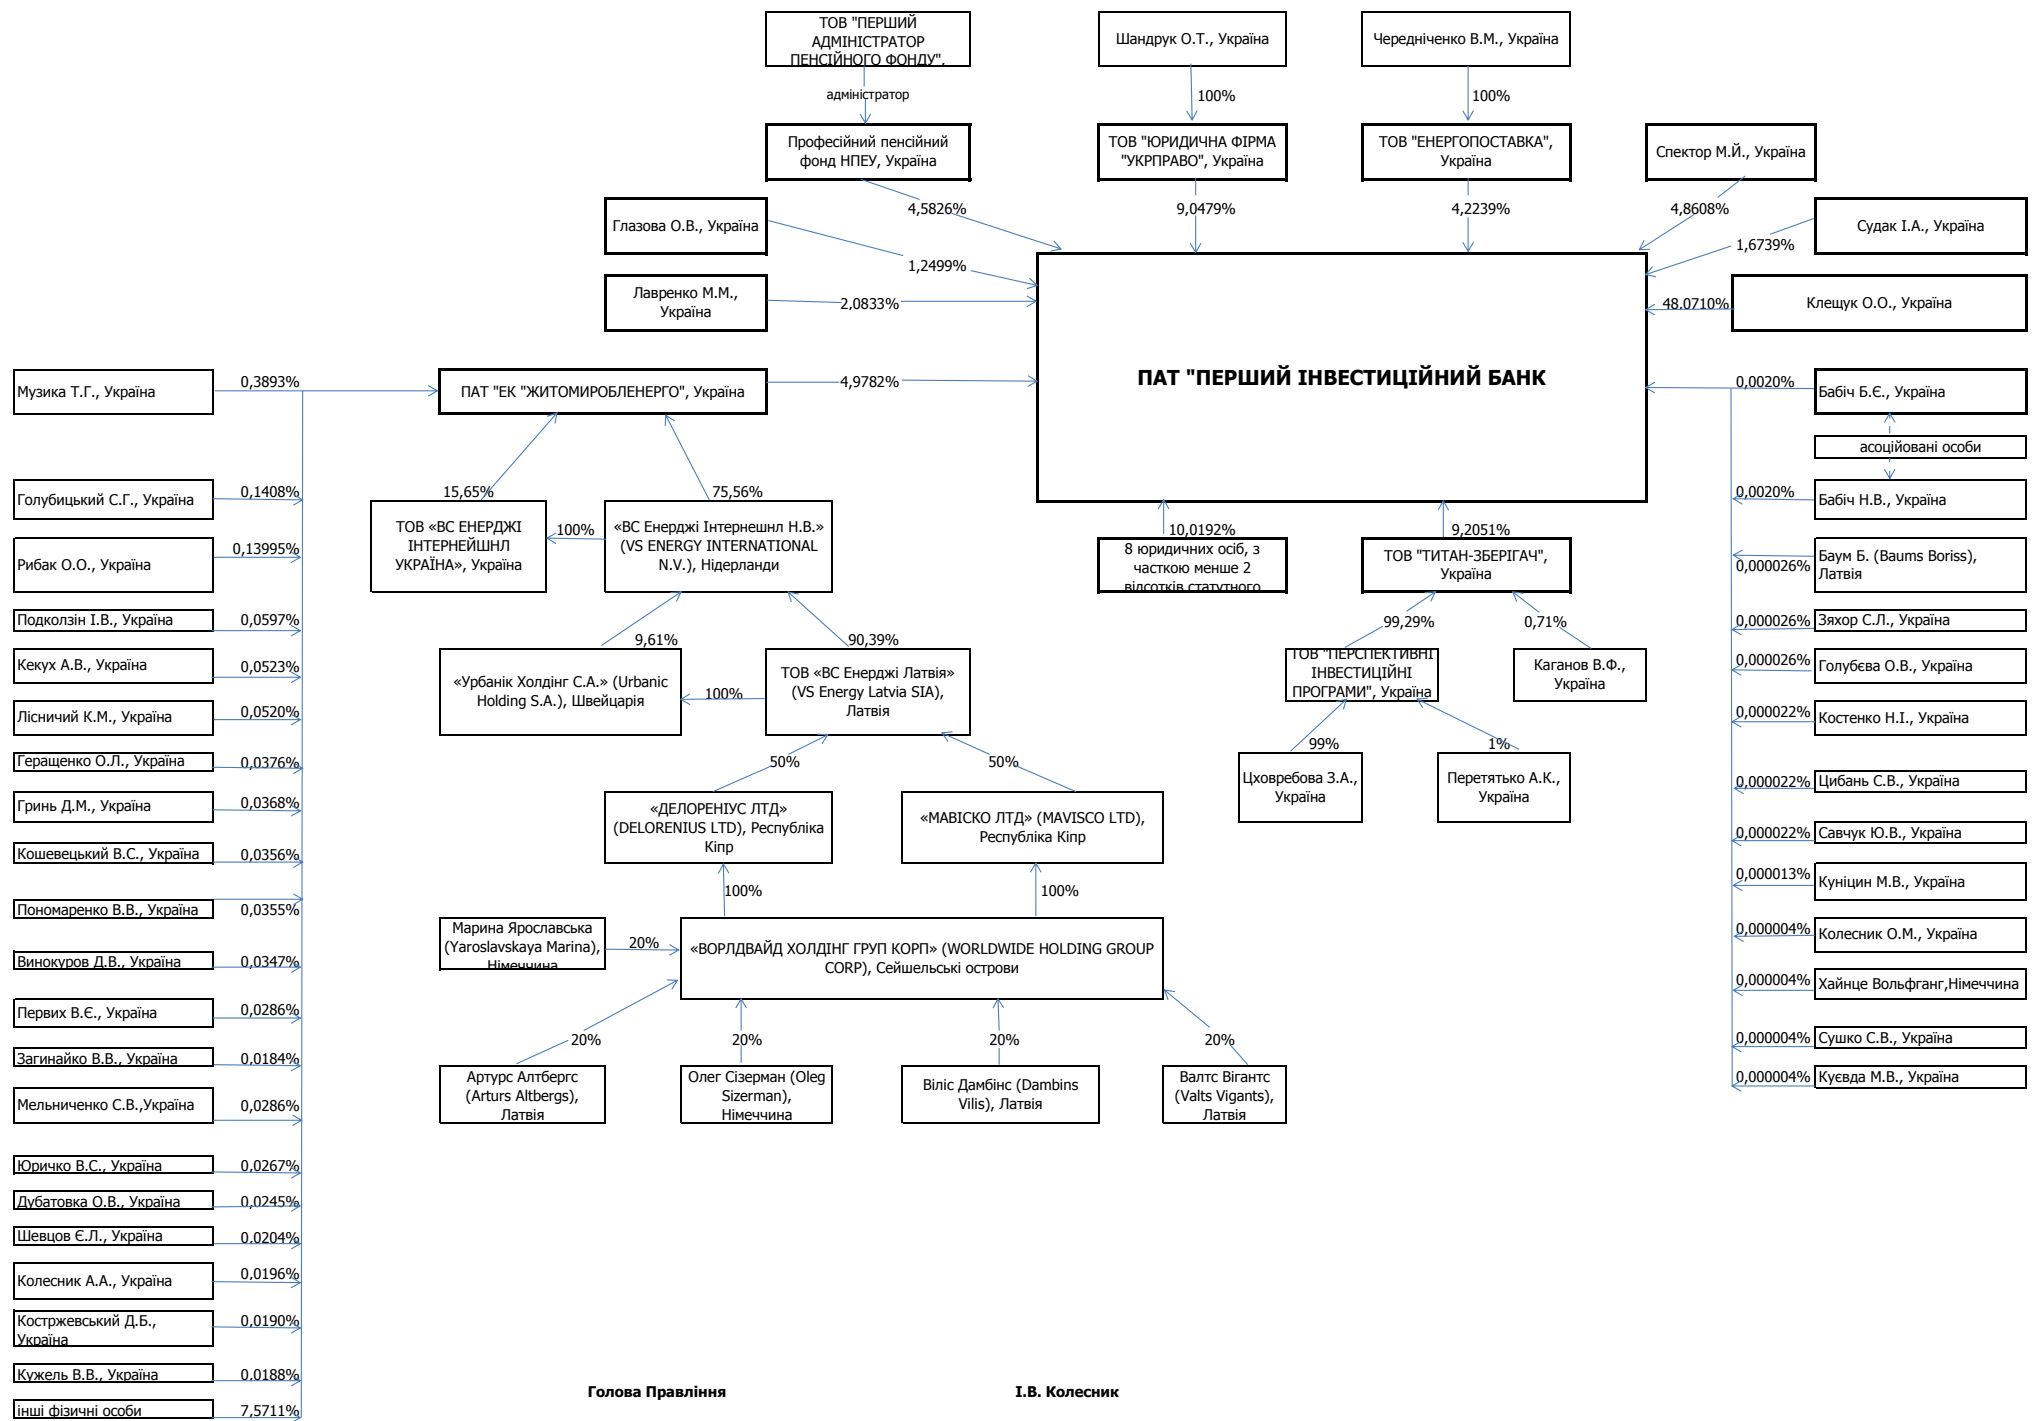 ТОВ "ПЕРШИЙ
АДМІНІСТРАТОР
ПЕНСІЙНОГО ФОНДУ",
Шандрук О.Т., Україна
Чередніченко В.М., Україна
адміністратор
100%
100%
Професійний пенсійний
фонд НПЕУ, Україна
ТОВ "ЮРИДИЧНА ФІРМА
"УКРПРАВО", Україна
ТОВ "ЕНЕРГОПОСТАВКА",
Україна
Спектор М.Й., Україна
4,5826%
9,0479%
4,2239%
4,8608%
Глазова О.В., Україна
Судак І.А., Україна
1,2499%
1,6739%
Лавренко М.М.,
Україна
2,0833%
48,0710%
Клещук О.О., Україна
ПАТ "ПЕРШИЙ ІНВЕСТИЦІЙНИЙ БАНК
Музика Т.Г., Україна
0,3893%
ПАТ "ЕК "ЖИТОМИРОБЛЕНЕРГО", Україна
4,9782%
0,0020%
Бабіч Б.Є., Україна
асоційовані особи
Голубицький С.Г., Україна
0,1408%
15,65%
75,56%
0,0020%
Бабіч Н.В., Україна
ТОВ «ВС ЕНЕРДЖІ
ІНТЕРНЕЙШНЛ
УКРАЇНА», Україна
100%
«ВС Енерджі Інтернешнл Н.В.»
(VS ENERGY INTERNATIONAL
N.V.), Нідерланди
10,0192%
8 юридичних осіб, з
часткою менше 2
відсотків статутного
9,2051%
ТОВ "ТИТАН-ЗБЕРІГАЧ",
Україна
Рибак О.О., Україна
0,13995%
0,000026%
Баум Б. (Baums Boriss),
Латвія
Подколзін І.В., Україна
0,0597%
9,61%
90,39%
99,29%
0,71%
0,000026%
Зяхор С.Л., Україна
Кекух А.В., Україна
0,0523%
«Урбанік Холдінг С.А.» (Urbanic
Holding S.A.), Швейцарія
100%
ТОВ «ВС Енерджі Латвія»
(VS Energy Latvia SIA),
Латвія
ТОВ "ПЕРСПЕКТИВНІ
ІНВЕСТИЦІЙНІ
ПРОГРАМИ", Україна
Каганов В.Ф.,
Україна
0,000026%
Голубєва О.В., Україна
Лісничий К.М., Україна
0,0520%
0,000022%
Костенко Н.І., Україна
Геращенко О.Л., Україна
0,0376%
50%
50%
99%
1%
Цховребова З.А.,
Україна
Перетятько А.К.,
Україна
0,000022%
Цибань С.В., Україна
Гринь Д.М., Україна
0,0368%
«ДЕЛОРЕНІУС ЛТД»
(DELORENIUS LTD), Республіка
Кіпр
«МАВІСКО ЛТД» (MAVISCO LTD),
Республіка Кіпр
0,000022%
Савчук Ю.В., Україна
Кошевецький В.С., Україна
0,0356%
100%
100%
0,000013%
Куніцин М.В., Україна
Пономаренко В.В., Україна
0,0355%
Марина Ярославська
(Yaroslavskaya Marina),
Німеччина
20%
«ВОРЛДВАЙД ХОЛДІНГ ГРУП КОРП» (WORLDWIDE HOLDING GROUP
CORP), Сейшельські острови
0,000004%
Колесник О.М., Україна
Винокуров Д.В., Україна
0,0347%
0,000004%
Хайнце Вольфганг,Німеччина
Первих В.Є., Україна
0,0286%
20%
20%
20%
20%
0,000004%
Сушко С.В., Україна
Загинайко В.В., Україна
0,0184%
0,000004%
Куєвда М.В., Україна
Мельниченко С.В.,Україна
0,0286%
Артурс Алтбергс
(Arturs Altbergs),
Латвія
Олег Сізерман (Oleg
Sizerman),
Німеччина
Віліс Дамбінс (Dambins
Vilis), Латвія
Валтс Вігантс
(Valts Vigants),
Латвія
Юричко В.С., Україна
0,0267%
Дубатовка О.В., Україна
0,0245%
Шевцов Є.Л., Україна
0,0204%
Колесник А.А., Україна
0,0196%
Костржевський Д.Б.,
Україна
0,0190%
Кужель В.В., Україна
0,0188%
Голова Правління
І.В. Колесник
інші фізичні особи
7,5711%